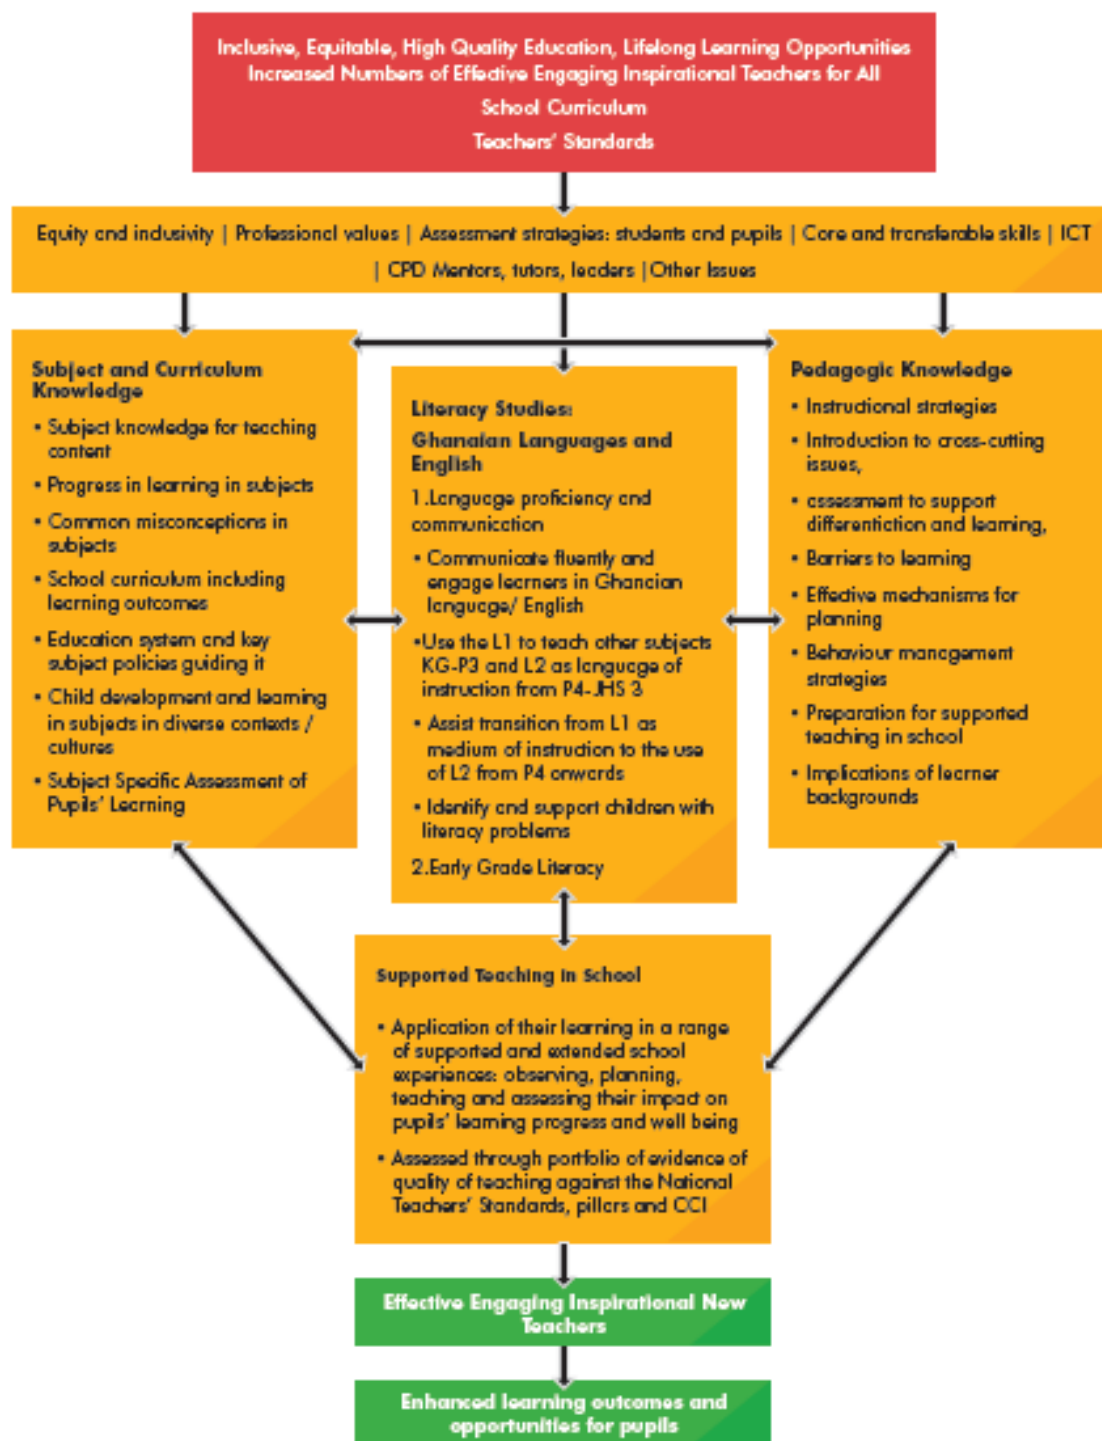 Inclusive, Equitable, High Quality Education, Lifelong Learning Opportunities
Increased Numbers of Effective Engaging Inspirational Teachers for All
School Curriculum
Teachers' Standards
Equity and inclusivity | Professional values | Assessment strategies: students and pupils | Core and transferable skills | ICT
| CPD Mentors, tutors, leaders |Other Issues
Subject and Curriculum
Knowledge
• Subject knowledge for teaching
content
• Progress in learning in subjects
• Common misconceptions in
subjects
• School curriculum including
learning outcomes
• Education system and key
subject policies guiding it
• Child development and learning
in subjects in diverse contexts /
cultures
• Subject Specific Assessment of
Pupils' Learning
Literacy Studies:
Ghanaian Languages and
English
1.Language proficiency and
communication
• Communicate fluently and
engage learners in Ghanaian
language/ English
•Use the L1 to teach other subjects
KG-P3 and L2 as language of
instruction from P4-JHS 3
• Assist transition from L1 as
medium of instruction to the use
of L2 from P4 onwards
• Identify and support children with
literacy problems
2.Early Grade Literacy
Pedagogic Knowledge
• Instructional strategies
• Introduction to cross-cutting
issues,
• assessment to support
differentiction and learning,
• Barriers to learning
• Effective mechanisms for
planning
• Behaviour management
strategies
• Preparation for supported
teaching in school
• Implications of learner
backgrounds
Supported Teaching in School
• Application of their learning in a range
of supported and extended school
experiences: observing, planning,
teaching and assessing their impact on
pupils' learning progress and well being
• Assessed through portfolio of evidence of
quality of teaching against the National
Teachers' Standards, pillars and CCI
Effective Engaging Inspirational New
Teachers
Enhanced learning outcomes and
opportunities for pupils